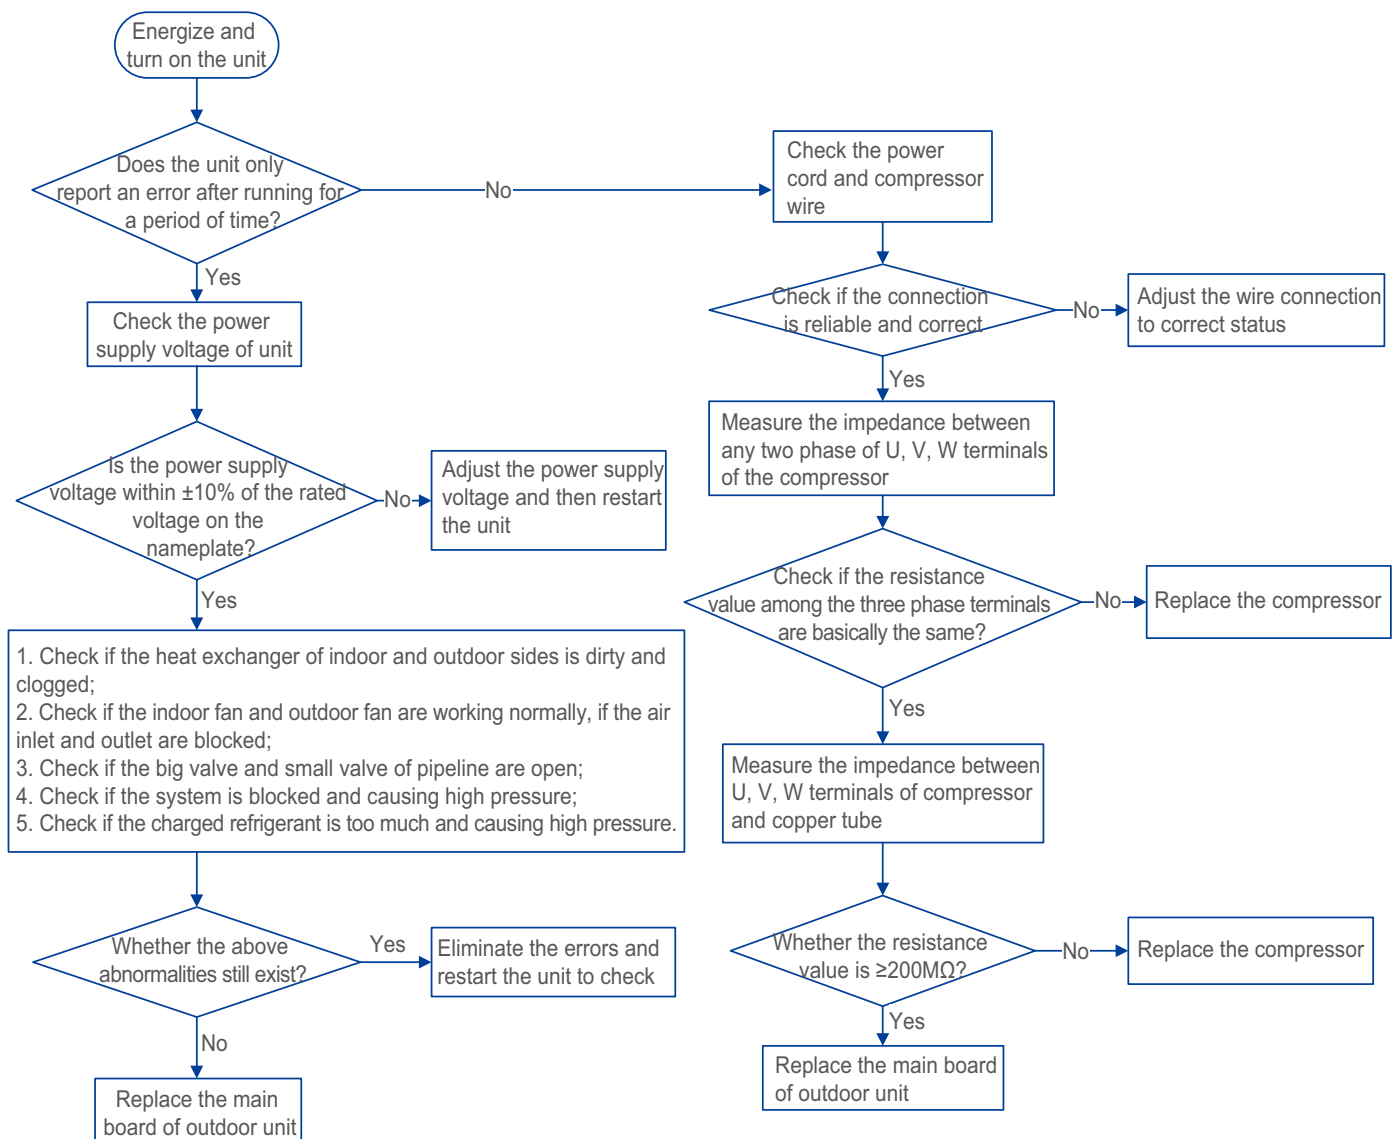 Energize and
turn on the unit
Does the unit only
report an error after running for
a period of time?
No
Yes
Check the power
supply voltage of unit
Is the power supply
voltage within ±10% of the rated
voltage on the
nameplate?
No
Adjust the power supply
voltage and then restart
the unit
Yes
1. Check if the heat exchanger of indoor and outdoor sides is dirty and
clogged;
2. Check if the indoor fan and outdoor fan are working normally, if the air
inlet and outlet are blocked;
3. Check if the big valve and small valve of pipeline are open;
4. Check if the system is blocked and causing high pressure;
5. Check if the charged refrigerant is too much and causing high pressure.
Whether the above
abnormalities still exist?
Yes
Eliminate the errors and
restart the unit to check
No
Replace the main
board of outdoor unit
Check the power
cord and compressor
wire
Check if the connection
is reliable and correct
No
Adjust the wire connection
to correct status
Yes
Measure the impedance between
any two phase of U, V, W terminals
of the compressor
Check if the resistance
value among the three phase terminals
are basically the same?
No
Replace the compressor
Yes
Measure the impedance between
U, V, W terminals of compressor
and copper tube
Whether the resistance
value is ≥200MΩ?
No
Replace the compressor
Yes
Replace the main board
of outdoor unit